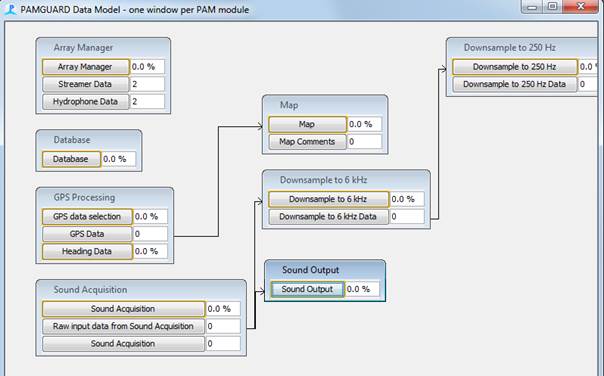 PAMGUARD Data Model - one window per PAM module
Array Manager
Array Manager 0.0 %
Streamer Data 2
Hydrophone Data 2
Database
Database 0.0 %
GPS Processing
GPS data selection 0.0 %
GPS Data 0
Heading Data 0.0 %
Sound Acquisition
Sound Acquisition 0.0 %
Raw input data from Sound Acquisition 0
Sound Acquisition 0
Map
Map 0.0 %
Map Comments 0
Downsample to 6 kHz
Downsample to 6 kHz 0.0 %
Downsample to 6 kHz Data 0
Sound Output
Sound Output 0.0 %
Downsample to 250 Hz
Downsample to 250 Hz 0.0 %
Downsample to 250 Hz Data 0